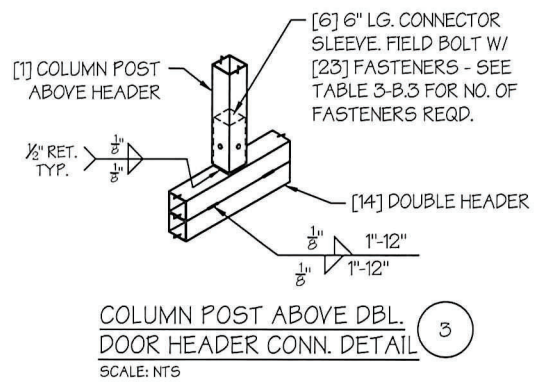 [6] 6" LG. CONNECTOR
SLEEVE. FIELD BOLT W/
[23] FASTENERS - SEE
TABLE 3-B.3 FOR NO. OF
FASTENERS REQD.
[1] COLUMN POST
ABOVE HEADER
½" RET.
TYP.
1/8"
1/8"
[14] DOUBLE HEADER
1/8" 1"-12"
1/8" 1"-12"
COLUMN POST ABOVE DBL.
DOOR HEADER CONN. DETAIL
3
SCALE: NTS